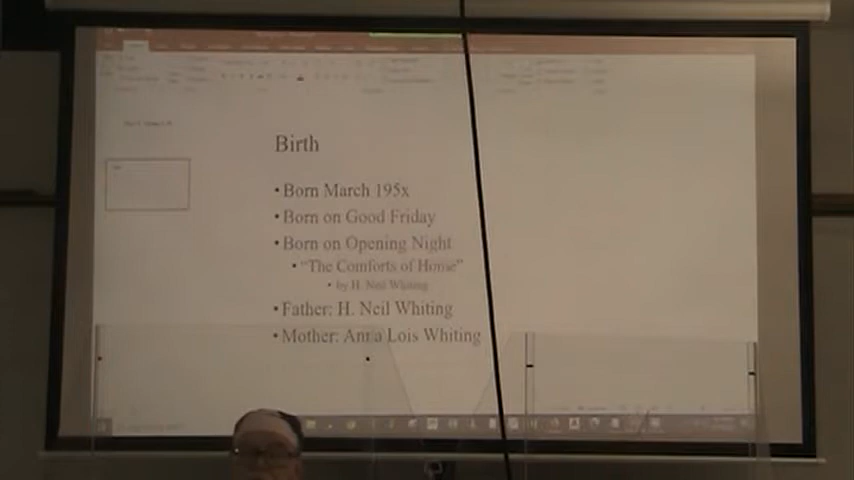 Birth
• Born March 195x
• Born on Good Friday
• Born on Opening Night
• "The Comforts of Home"
• by H. Neil Whiting
• Father: H. Neil Whiting
• Mother: Anna Lois Whiting